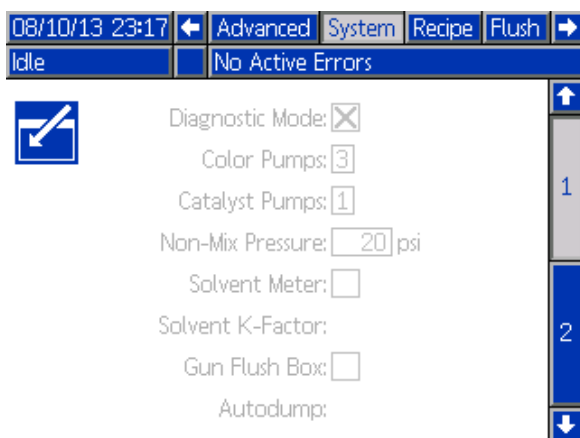 08/10/13 23:17 Advanced System Recipe Flush
Idle No Active Errors
Diagnostic Mode:
Color Pumps: 3
Catalyst Pumps: 1
Non-Mix Pressure: 20 psi
Solvent Meter:
Solvent K-Factor:
Gun Flush Box:
Autodump:
1
2